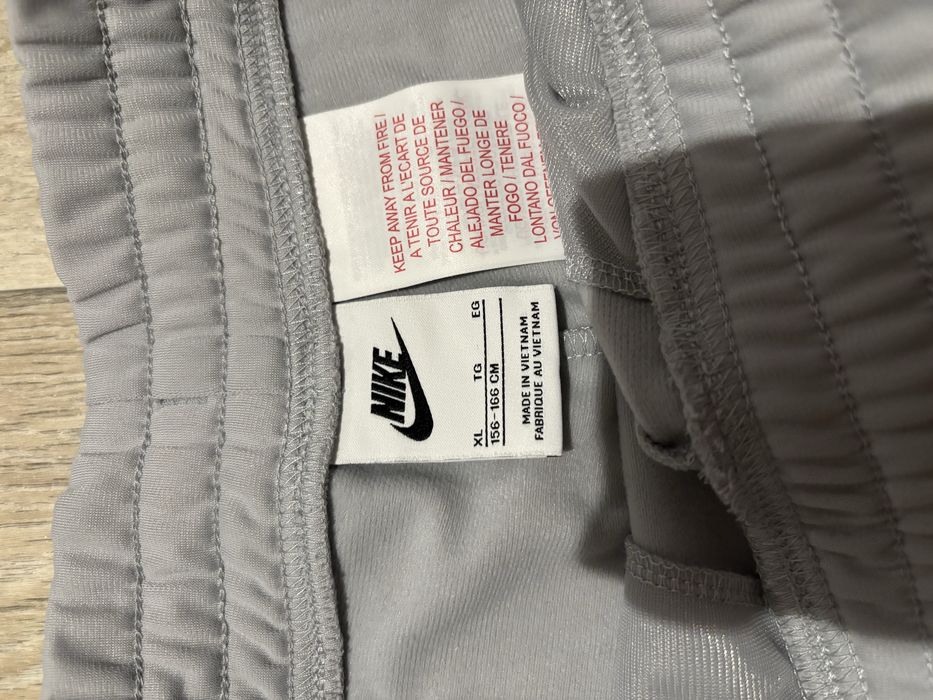 KEEP AWAY FROM FIRE /
A TENIR A L'ECART DE
TOUTE SOURCE DE
CHALEUR / MANTENER
ALEJADO DEL FUEGO /
MANTER LONGE DE
FOGO / TENERE
LONTANO DAL FUOCO /
NIKE
XL TG EG
156-166 CM
MADE IN VIETNAM
FABRIQUE AU VIETNAM